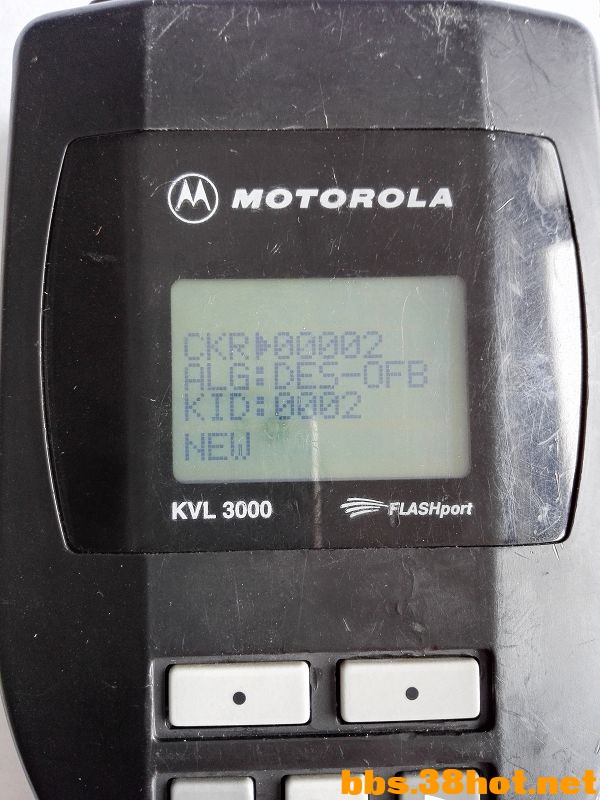 MOTOROLA
CKR▶00002
ALG:DES-OFB
KID:0002
NEW
KVL 3000 FLASHport
bbs.38hot.net